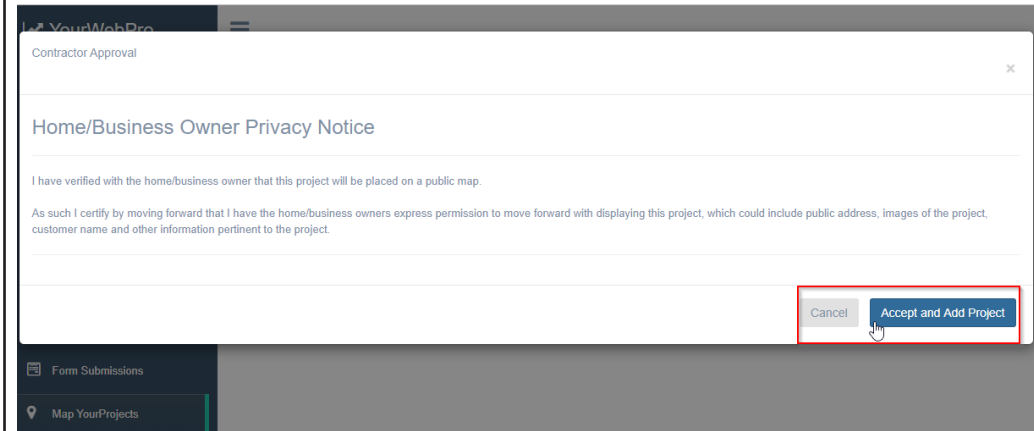 YourWebPro
Contractor Approval
×
Home/Business Owner Privacy Notice
I have verified with the home/business owner that this project will be placed on a public map.
As such I certify by moving forward that I have the home/business owners express permission to move forward with displaying this project, which could include public address, images of the project,
customer name and other information pertinent to the project.
Cancel Accept and Add Project
Form Submissions
Map YourProjects